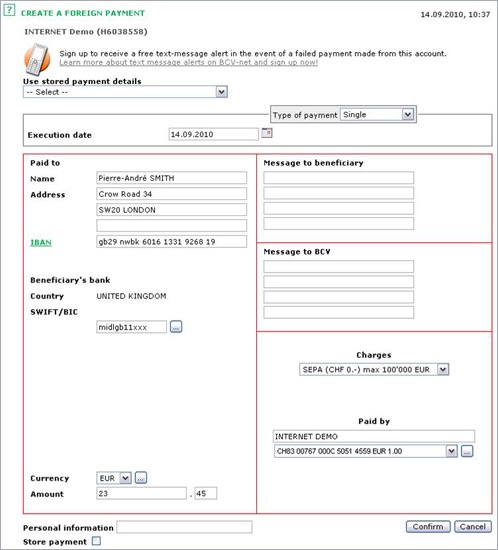 ? CREATE A FOREIGN PAYMENT
14.09.2010, 10:37
INTERNET Demo (H6038558)
Sign up to receive a free text-message alert in the event of a failed payment made from this account.
Learn more about text message alerts on BCV-net and sign up now!
Use stored payment details
-- Select --
Type of payment Single
Execution date 14.09.2010
Paid to
Name Pierre-André SMITH
Address Crow Road 34
SW20 LONDON
IBAN gb29 nwbk 6016 1331 9268 19
Beneficiary's bank
Country UNITED KINGDOM
SWIFT/BIC
midlgb11xxx ...
Currency EUR ...
Amount 23 . 45
Message to beneficiary
Message to BCV
Charges
SEPA (CHF 0.-) max 100'000 EUR
Paid by
INTERNET DEMO
CH83 00767 000C 5051 4559 EUR 1.00 ...
Personal information
Confirm Cancel
Store payment